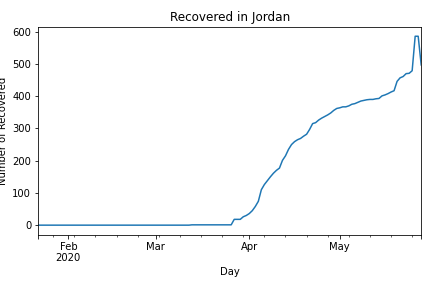 Recovered in Jordan
Number of Recovered
600
500
400
300
200
100
0
Feb
2020
Mar
Apr
May
Day